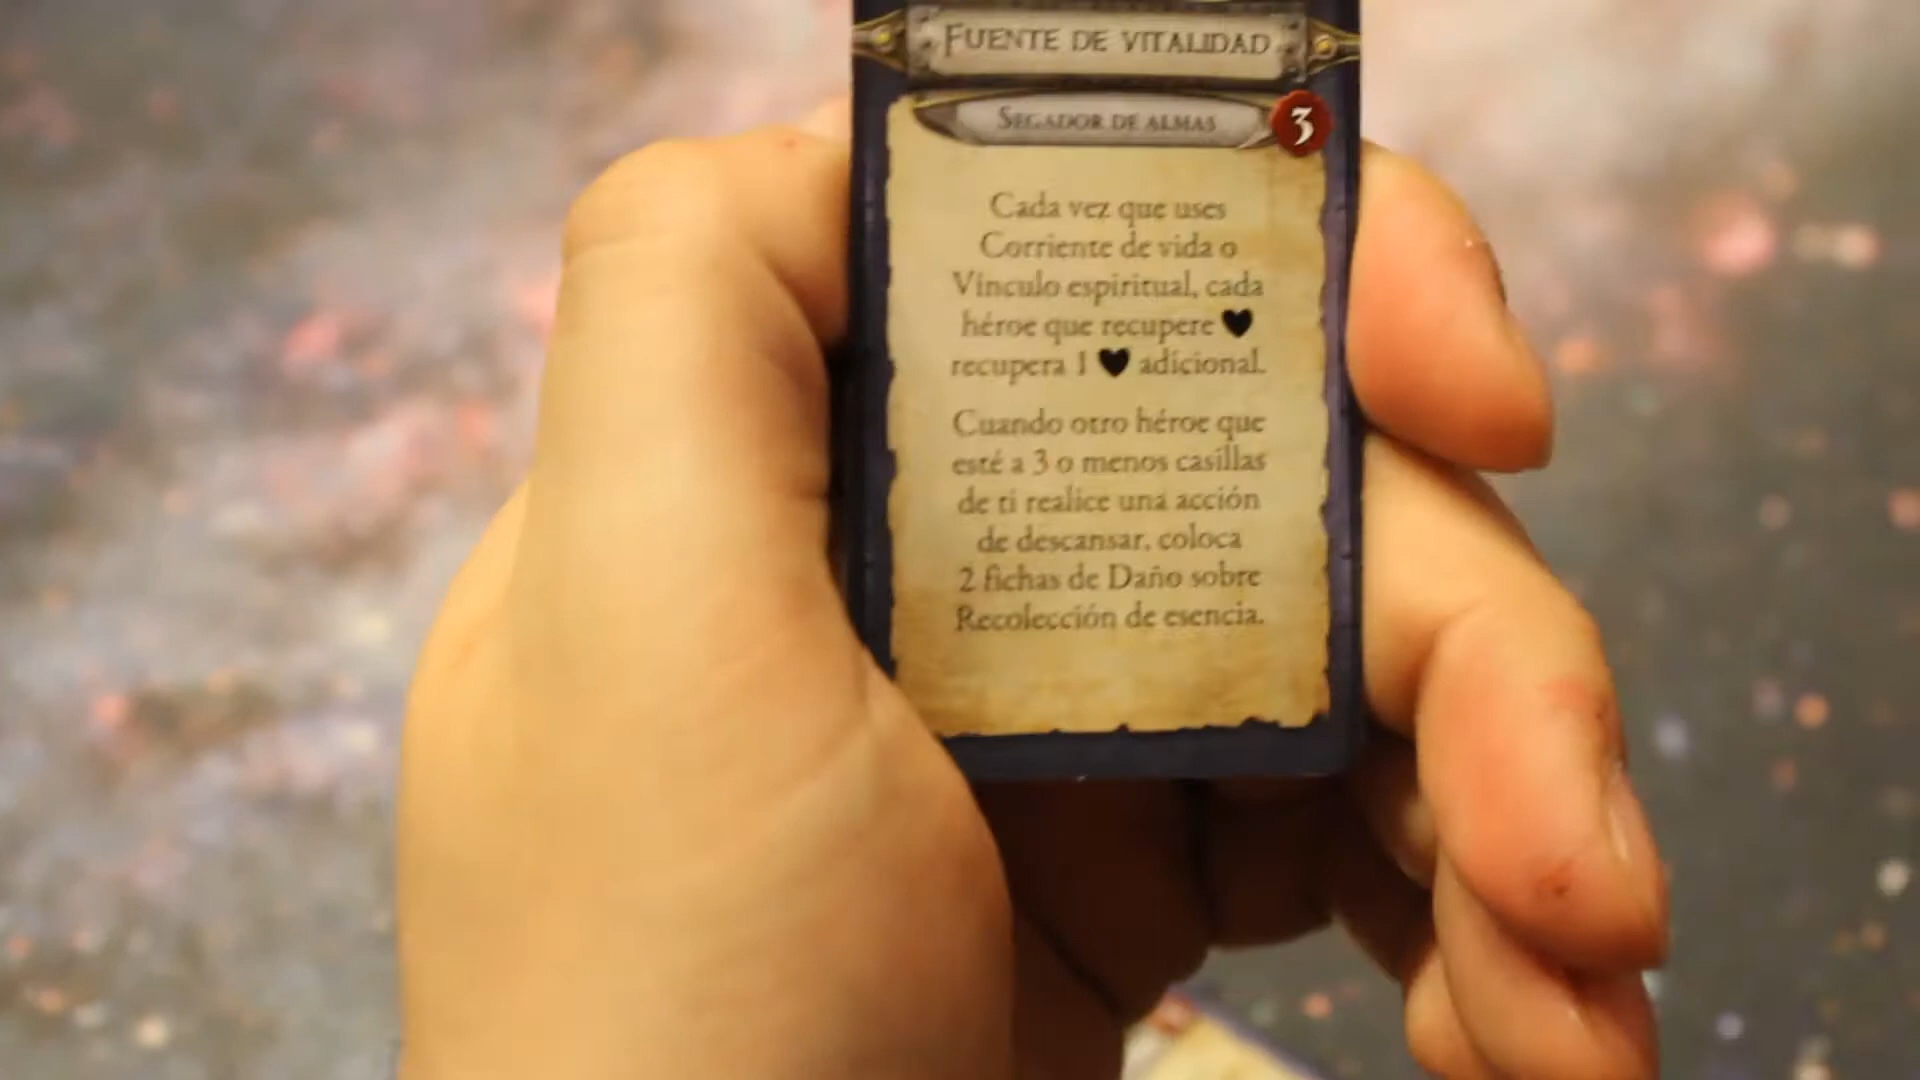 FUENTE DE VITALIDAD
SEGADOR DE ALMAS
3
Cada vez que uses
Corriente de vida o
Vínculo espiritual, cada
héroe que recupere ♥
recupera 1 ♥ adicional.
Cuando otro héroe que
esté a 3 o menos casillas
de ti realice una acción
de descansar, coloca
2 fichas de Daño sobre
Recolección de esencia.